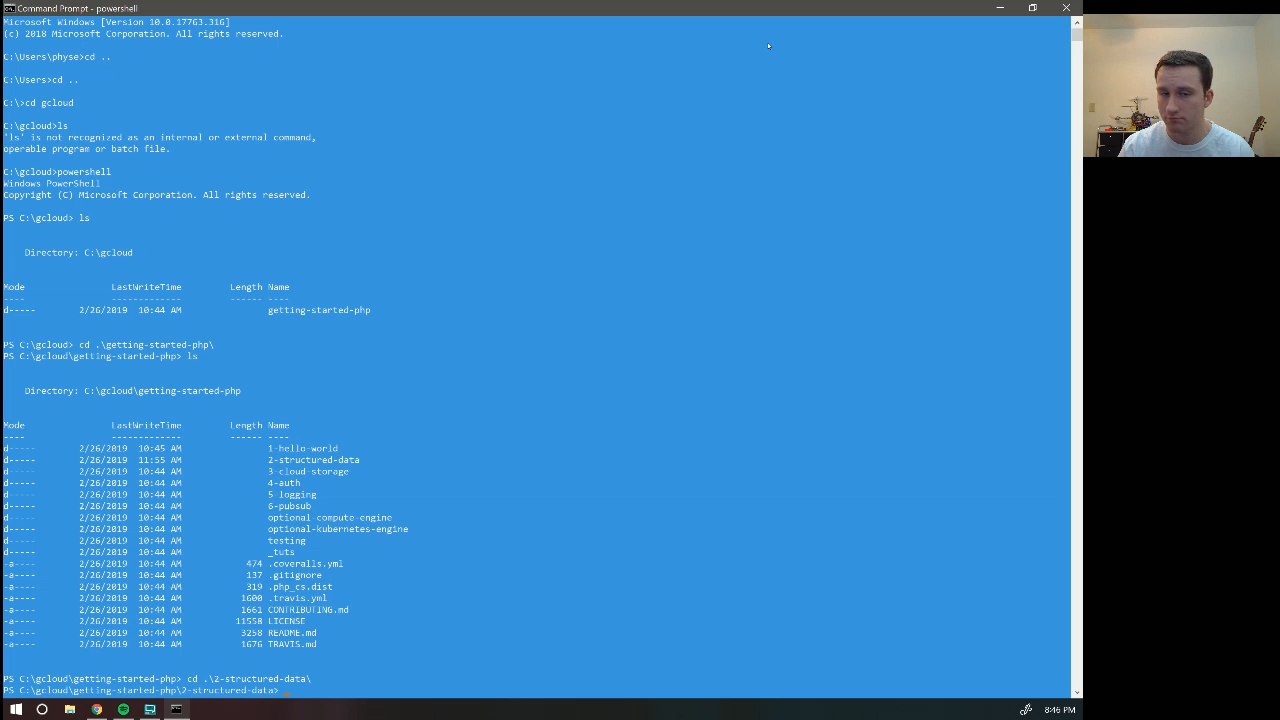 Command Prompt - powershell
Microsoft Windows [Version 10.0.17763.316]
(c) 2018 Microsoft Corporation. All rights reserved.
C:\Users\physe>cd ..
C:\Users>cd ..
C:\>cd gcloud
C:\gcloud>ls
'ls' is not recognized as an internal or external command,
operable program or batch file.
C:\gcloud>powershell
Windows PowerShell
Copyright (C) Microsoft Corporation. All rights reserved.
PS C:\gcloud> ls
Directory: C:\gcloud
Mode LastWriteTime Length Name
---- ------------- ------ ----
d----- 2/26/2019 10:44 AM getting-started-php
PS C:\gcloud> cd .\getting-started-php\
PS C:\gcloud\getting-started-php> ls
Directory: C:\gcloud\getting-started-php
Mode LastWriteTime Length Name
---- ------------- ------ ----
d----- 2/26/2019 10:45 AM 1-hello-world
d----- 2/26/2019 11:55 AM 2-structured-data
d----- 2/26/2019 10:44 AM 3-cloud-storage
d----- 2/26/2019 10:44 AM 4-auth
d----- 2/26/2019 10:44 AM 5-logging
d----- 2/26/2019 10:44 AM 6-pubsub
d----- 2/26/2019 10:44 AM optional-compute-engine
d----- 2/26/2019 10:44 AM optional-kubernetes-engine
d----- 2/26/2019 10:44 AM testing
d----- 2/26/2019 10:44 AM _tuts
-a---- 2/26/2019 10:44 AM 474 .coveralls.yml
-a---- 2/26/2019 10:44 AM 137 .gitignore
-a---- 2/26/2019 10:44 AM 319 .php_cs.dist
-a---- 2/26/2019 10:44 AM 1600 .travis.yml
-a---- 2/26/2019 10:44 AM 1661 CONTRIBUTING.md
-a---- 2/26/2019 10:44 AM 11558 LICENSE
-a---- 2/26/2019 10:44 AM 3258 README.md
-a---- 2/26/2019 10:44 AM 1676 TRAVIS.md
PS C:\gcloud\getting-started-php> cd .\2-structured-data\
PS C:\gcloud\getting-started-php\2-structured-data>
8:46 PM